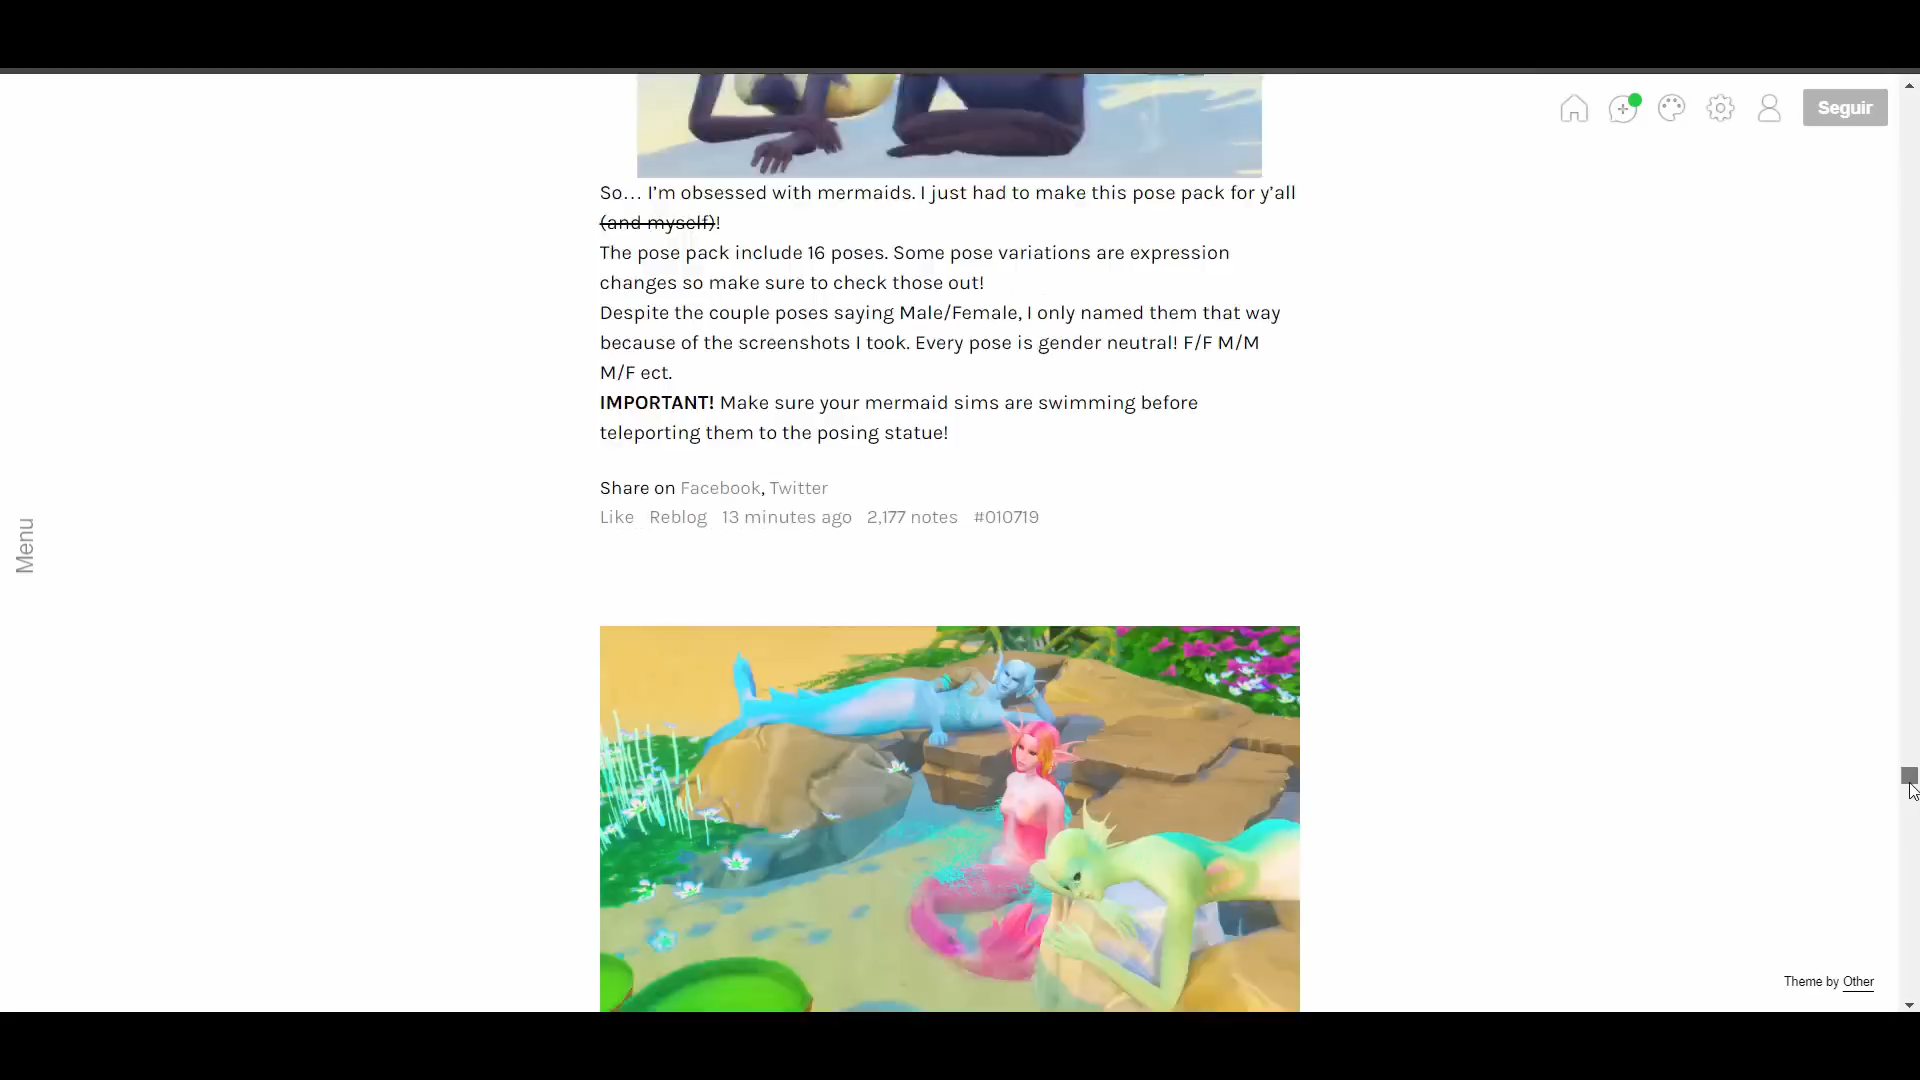 Seguir
So… I’m obsessed with mermaids. I just had to make this pose pack for y’all
(and myself)!
The pose pack include 16 poses. Some pose variations are expression
changes so make sure to check those out!
Despite the couple poses saying Male/Female, I only named them that way
because of the screenshots I took. Every pose is gender neutral! F/F M/M
M/F ect.
IMPORTANT! Make sure your mermaid sims are swimming before
teleporting them to the posing statue!
Share on Facebook, Twitter
Like Reblog 13 minutes ago 2,177 notes #010719
Menu
Theme by Other